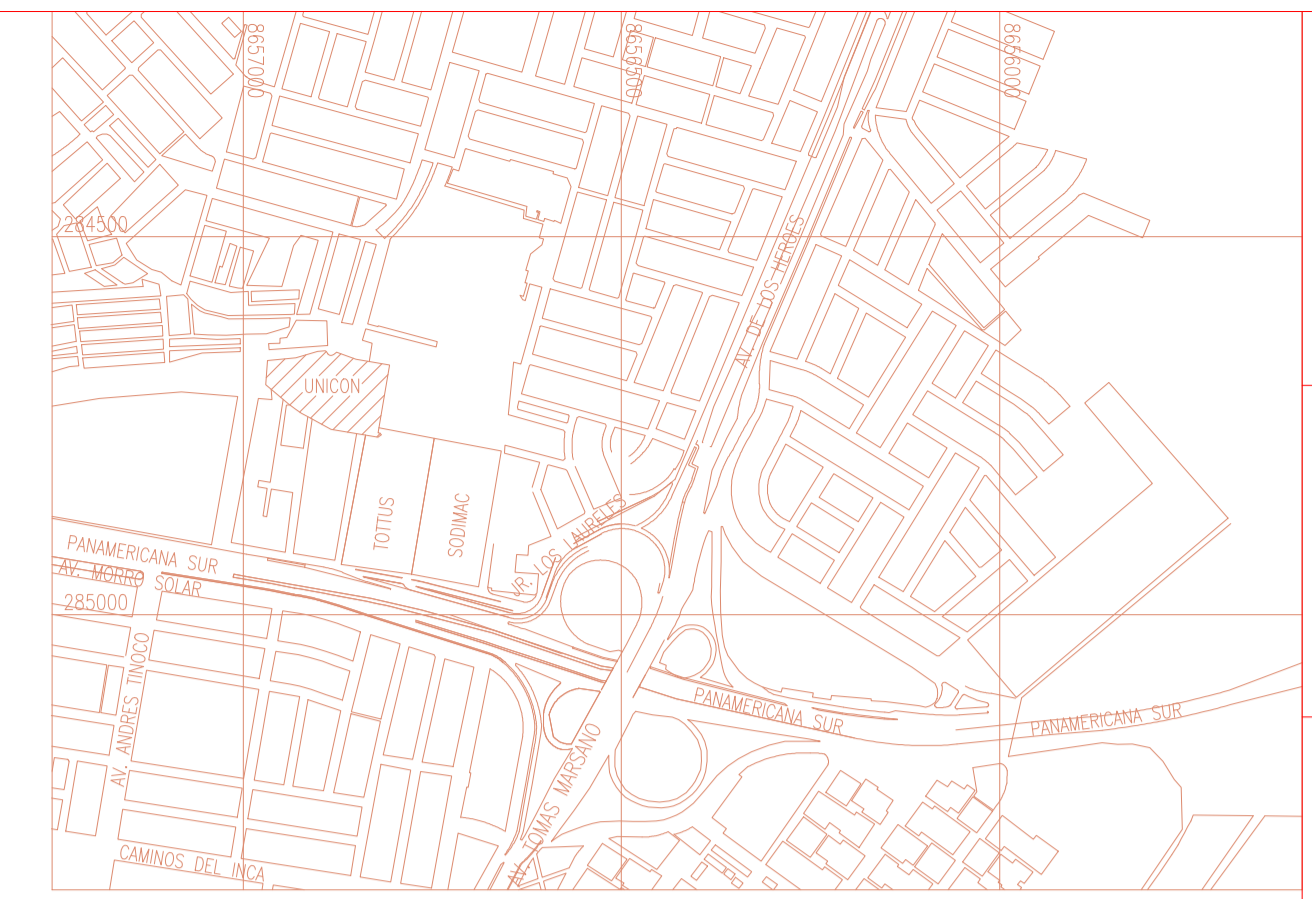 8657000
8656500
8656000
284500
AV. DE LOS HEROES
UNICON
TOTTUS
SODIMAC
JR. LOS LAURELES
PANAMERICANA SUR
AV. MORRO SOLAR
285000
AV. ANDRES TINOCO
PANAMERICANA SUR
PANAMERICANA SUR
AV. TOMAS MARSANO
CAMINOS DEL INCA